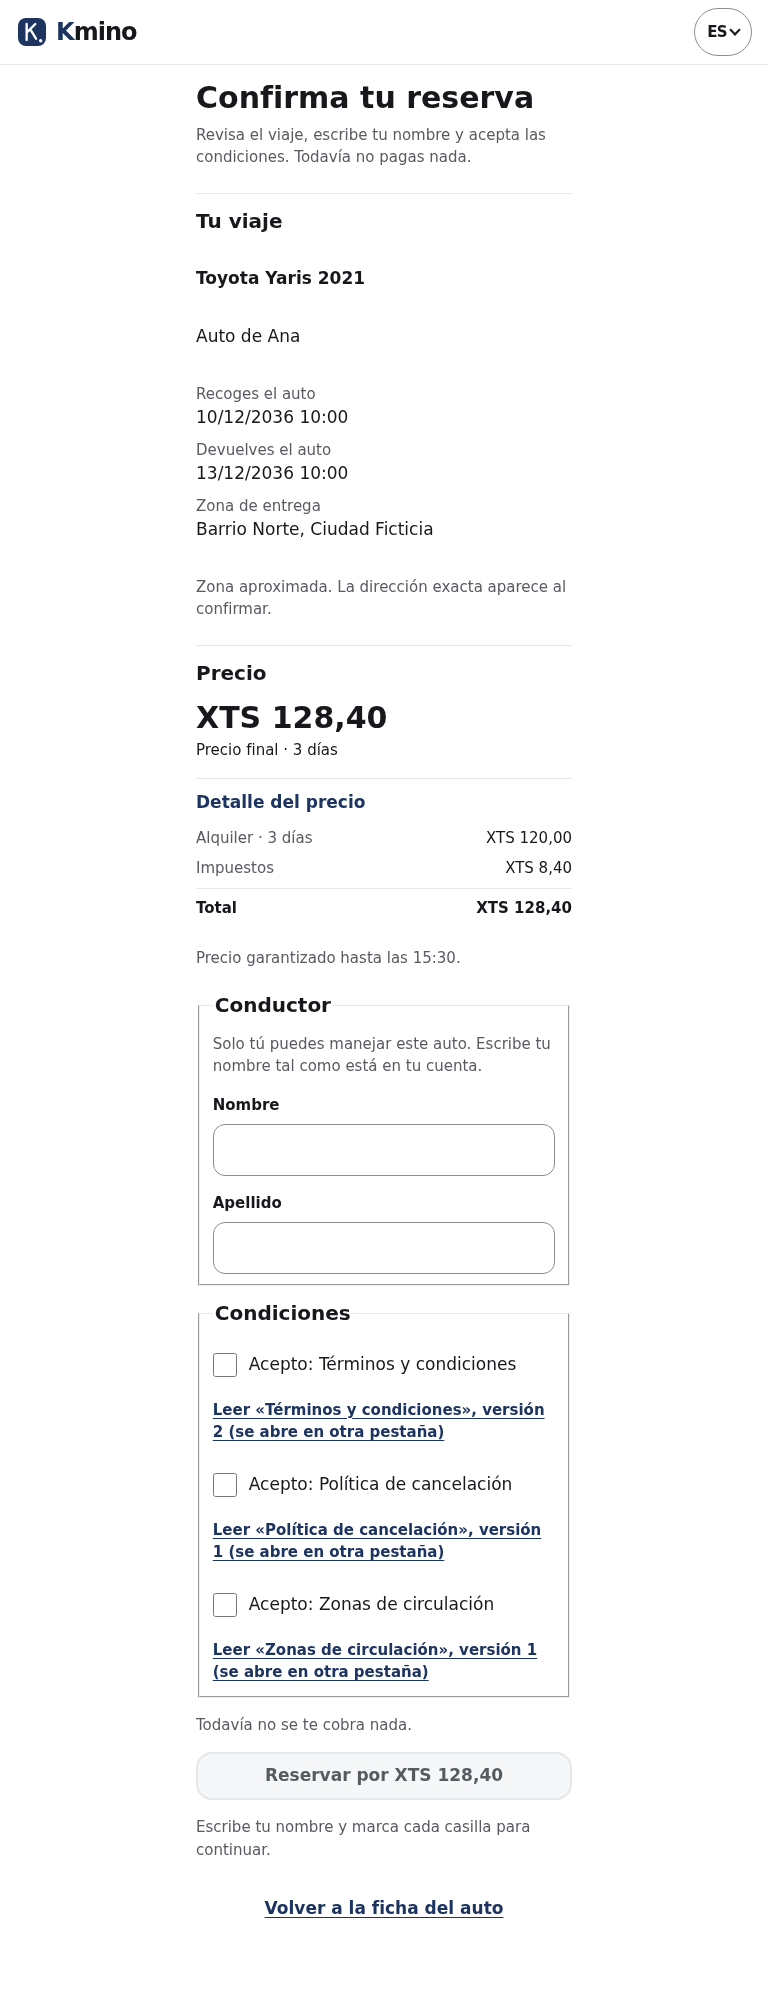 K. Kmino
ES
Confirma tu reserva
Revisa el viaje, escribe tu nombre y acepta las
condiciones. Todavía no pagas nada.
Tu viaje
Toyota Yaris 2021
Auto de Ana
Recoges el auto
10/12/2036 10:00
Devuelves el auto
13/12/2036 10:00
Zona de entrega
Barrio Norte, Ciudad Ficticia
Zona aproximada. La dirección exacta aparece al
confirmar.
Precio
XTS 128,40
Precio final · 3 días
Detalle del precio
Alquiler · 3 días XTS 120,00
Impuestos XTS 8,40
Total XTS 128,40
Precio garantizado hasta las 15:30.
Conductor
Solo tú puedes manejar este auto. Escribe tu
nombre tal como está en tu cuenta.
Nombre
Apellido
Condiciones
Acepto: Términos y condiciones
Leer «Términos y condiciones», versión
2 (se abre en otra pestaña)
Acepto: Política de cancelación
Leer «Política de cancelación», versión
1 (se abre en otra pestaña)
Acepto: Zonas de circulación
Leer «Zonas de circulación», versión 1
(se abre en otra pestaña)
Todavía no se te cobra nada.
Reservar por XTS 128,40
Escribe tu nombre y marca cada casilla para
continuar.
Volver a la ficha del auto